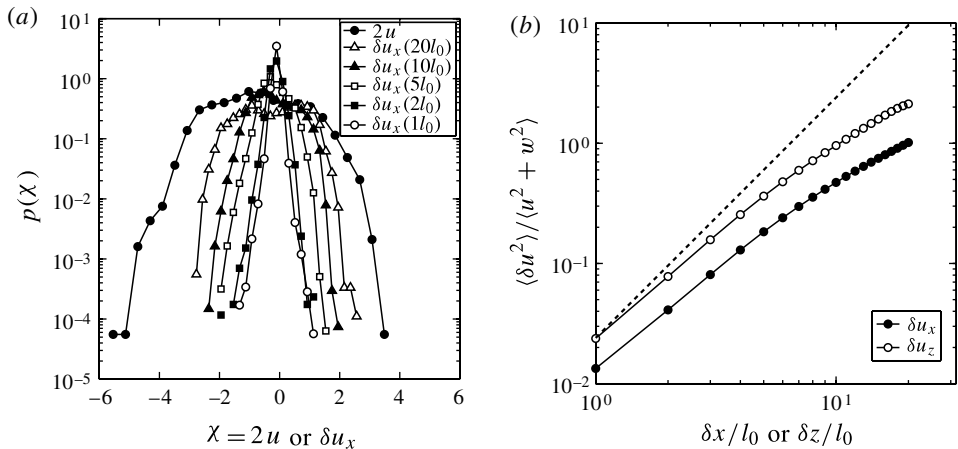 (a)
10^1
10^0
10^−1
10^−2
10^−3
10^−4
10^−5
p(χ)
−6 −4 −2 0 2 4 6
χ = 2u or δu_x
2u
δu_x(20l_0)
δu_x(10l_0)
δu_x(5l_0)
δu_x(2l_0)
δu_x(1l_0)
(b)
10^1
10^0
10^−1
10^−2
⟨δu^2⟩/⟨u^2 + w^2⟩
10^0 10^1
δx/l_0 or δz/l_0
δu_x
δu_z